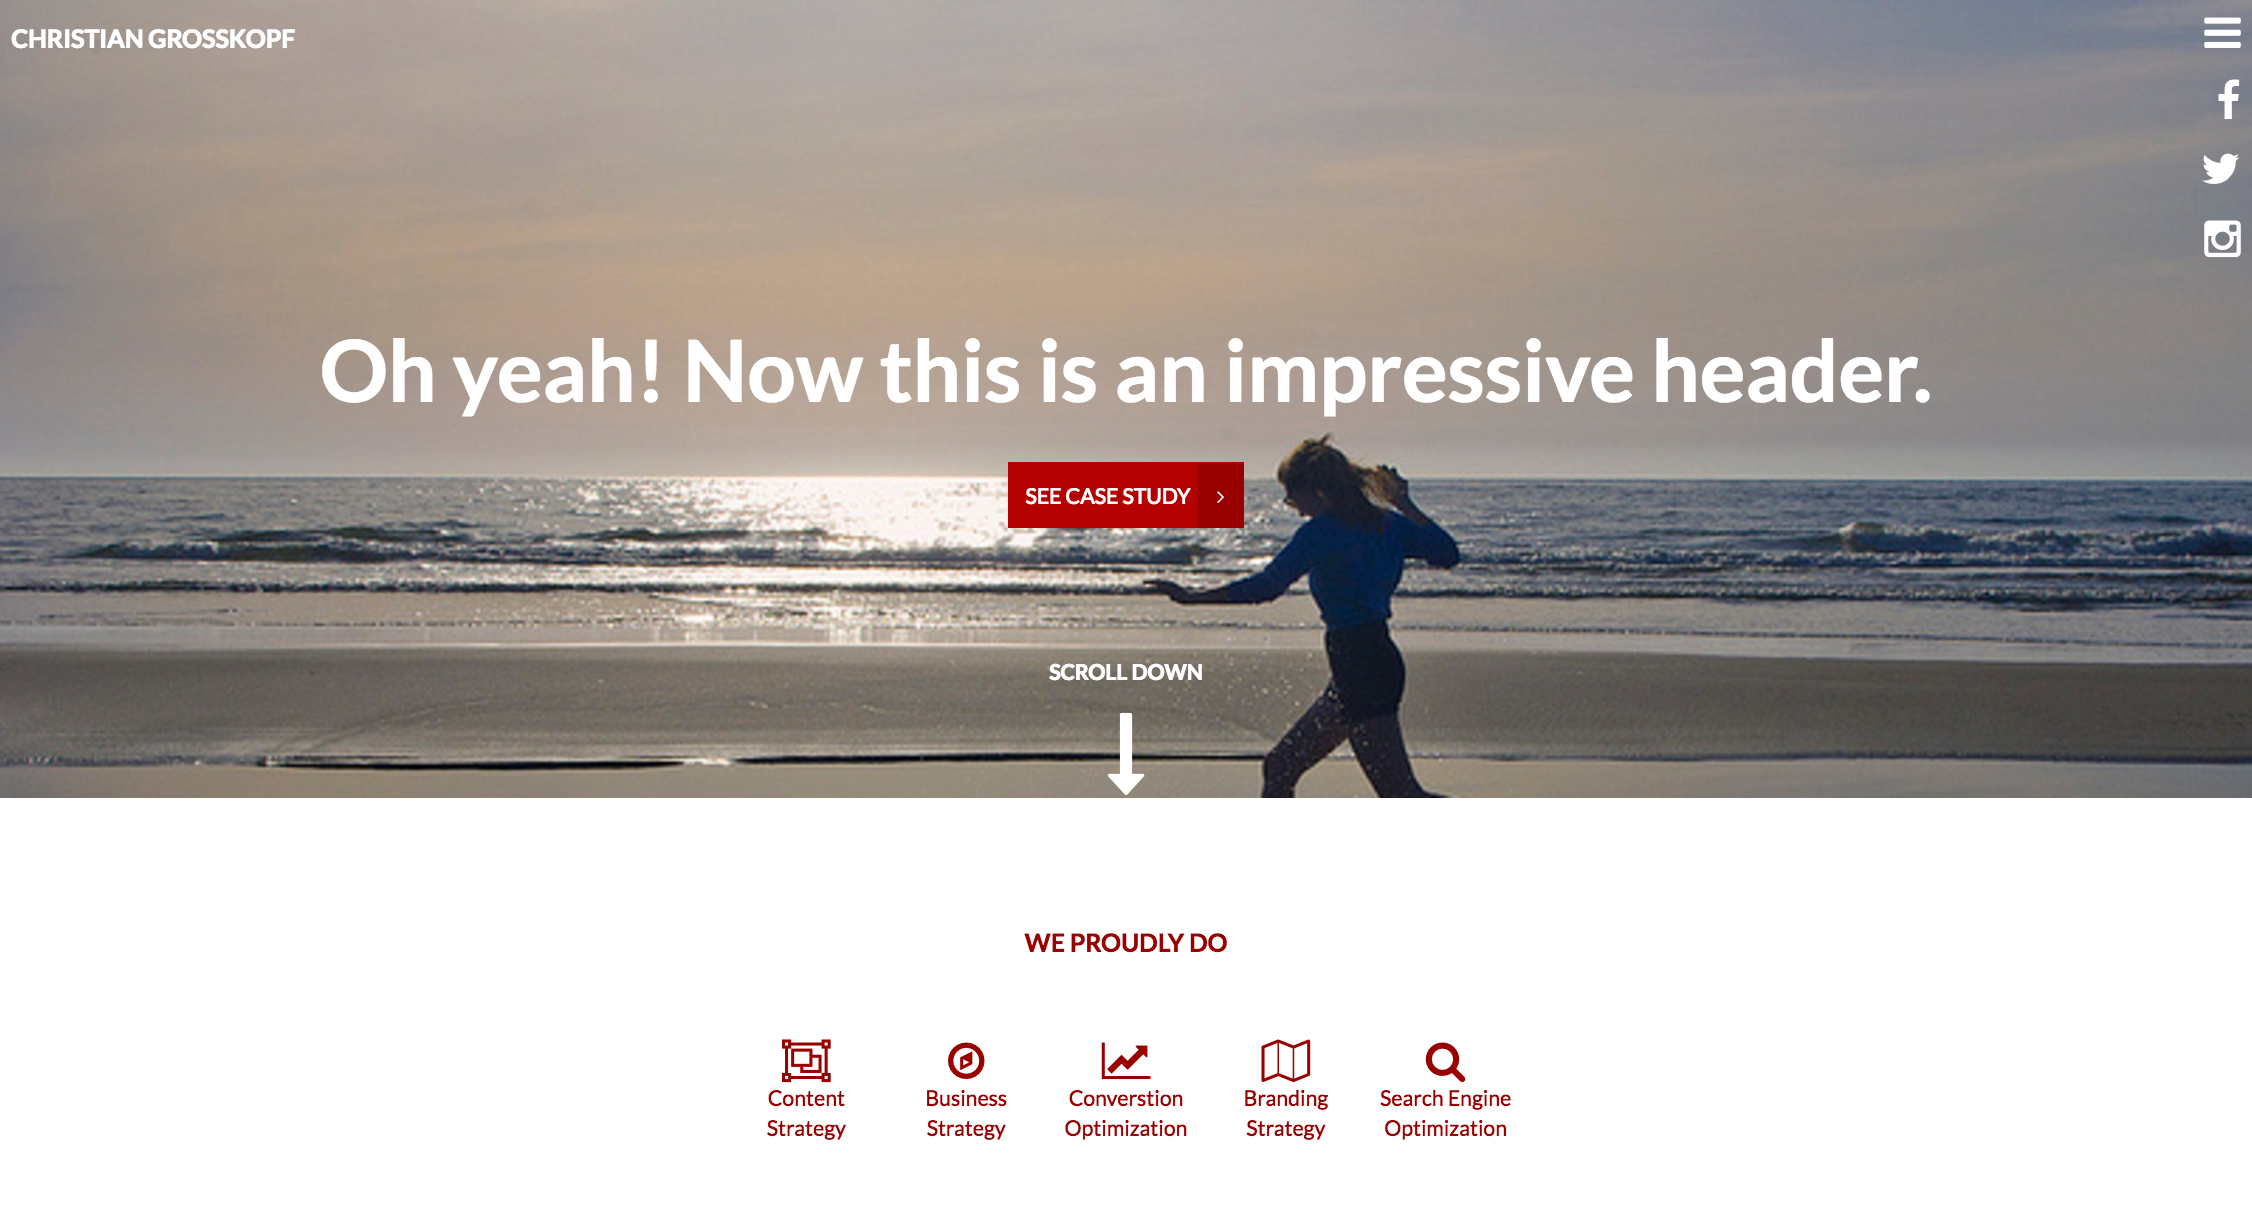 CHRISTIAN GROSSKOPF
Oh yeah! Now this is an impressive header.
SEE CASE STUDY
SCROLL DOWN
WE PROUDLY DO
Content
Strategy
Business
Strategy
Converstion
Optimization
Branding
Strategy
Search Engine
Optimization